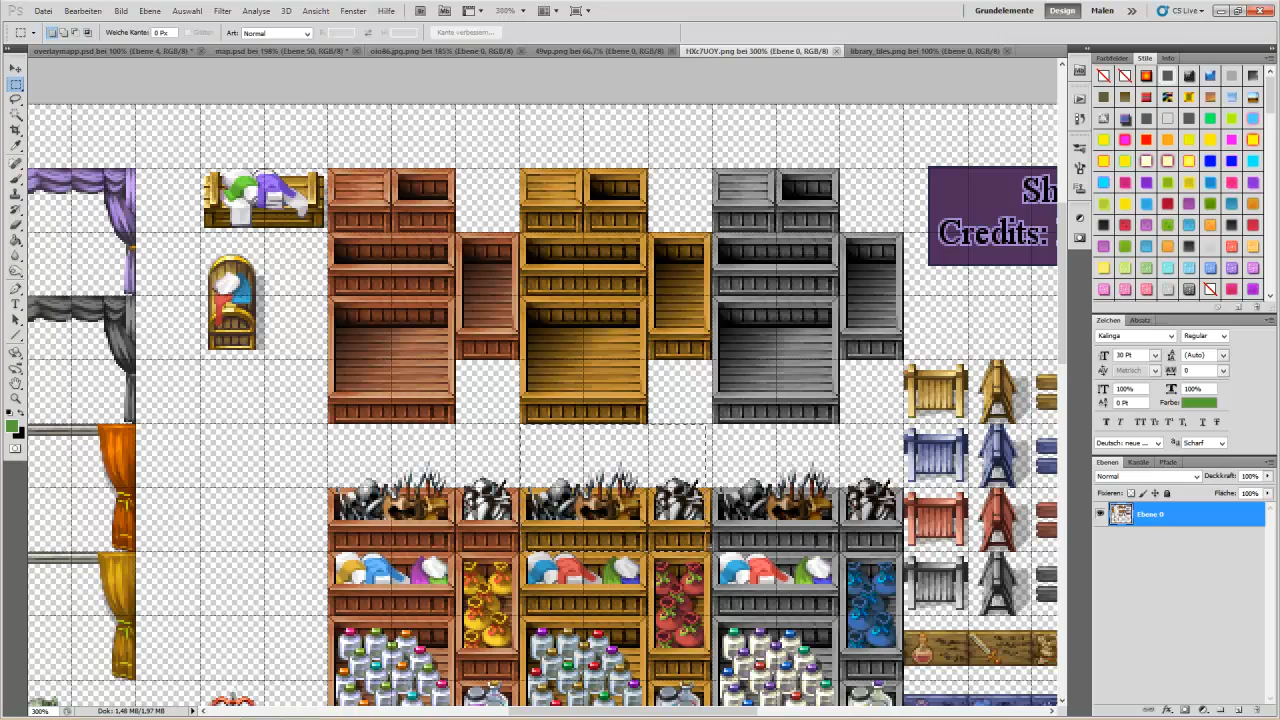 Ps Datei Bearbeiten Bild Ebene Auswahl Filter Analyse 3D Ansicht Fenster Hilfe Br Mb 300% Grundelemente Design Malen CS Live
Weiche Kante: 0 Px Glätten Art: Normal Kante verbessern...
overlaymapp.psd bei 100% (Ebene 4, RGB/8) * map.psd bei 198% (Ebene 50, RGB/8) * oio86.jpg.png bei 185% (Ebene 0, RGB/8) 49vp.png bei 66,7% (Ebene 0, RGB/8) HXc7UOY.png bei 300% (Ebene 0, RGB/8) library_tiles.png bei 100% (Ebene 0, RGB/8)
Farbfelder Stile Info
Sh
Credits:
Zeichen Absatz
Kalinga Regular
30 Pt (Auto)
Metrisch 0
100% 100%
0 Pt Farbe:
Deutsch: neue ... Scharf
Ebenen Kanäle Pfade
Normal Deckkraft: 100%
Fixieren: Fläche: 100%
Ebene 0
300% Dok: 1,48 MB/1,97 MB